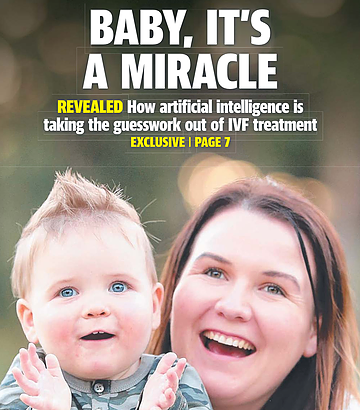 BABY, IT'S
A MIRACLE
REVEALED How artificial intelligence is
taking the guesswork out of IVF treatment
EXCLUSIVE | PAGE 7